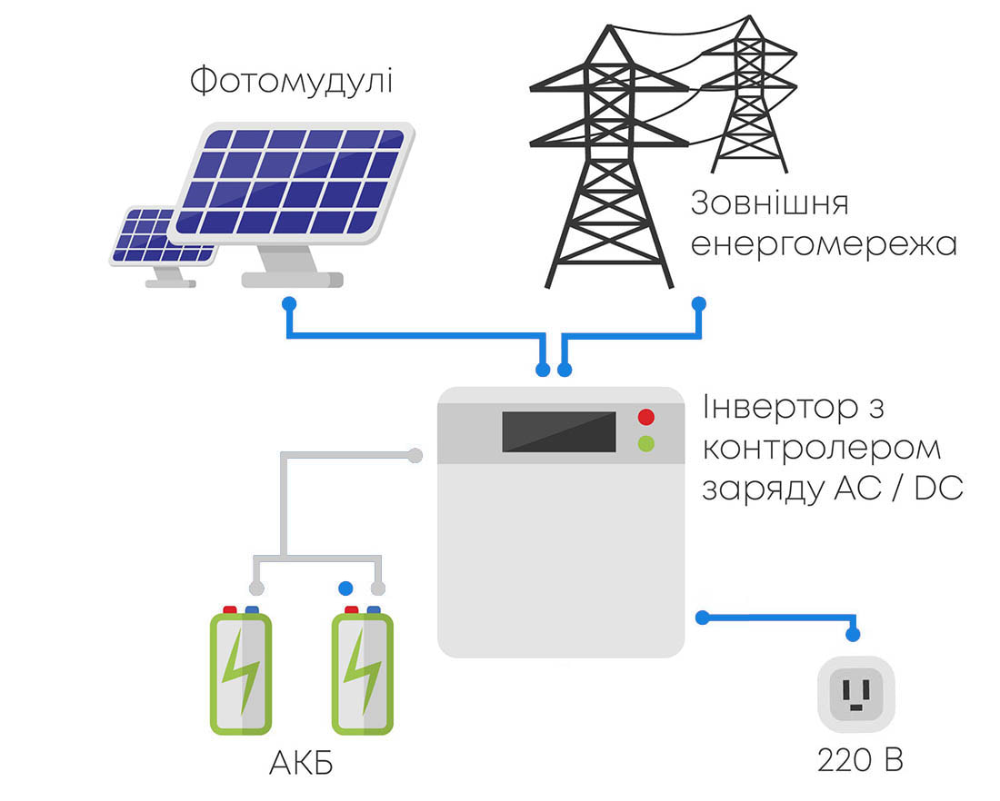 Фотомудулі
Зовнішня
енергомережа
Інвертор з
контролером
заряду AC / DC
АКБ
220 В